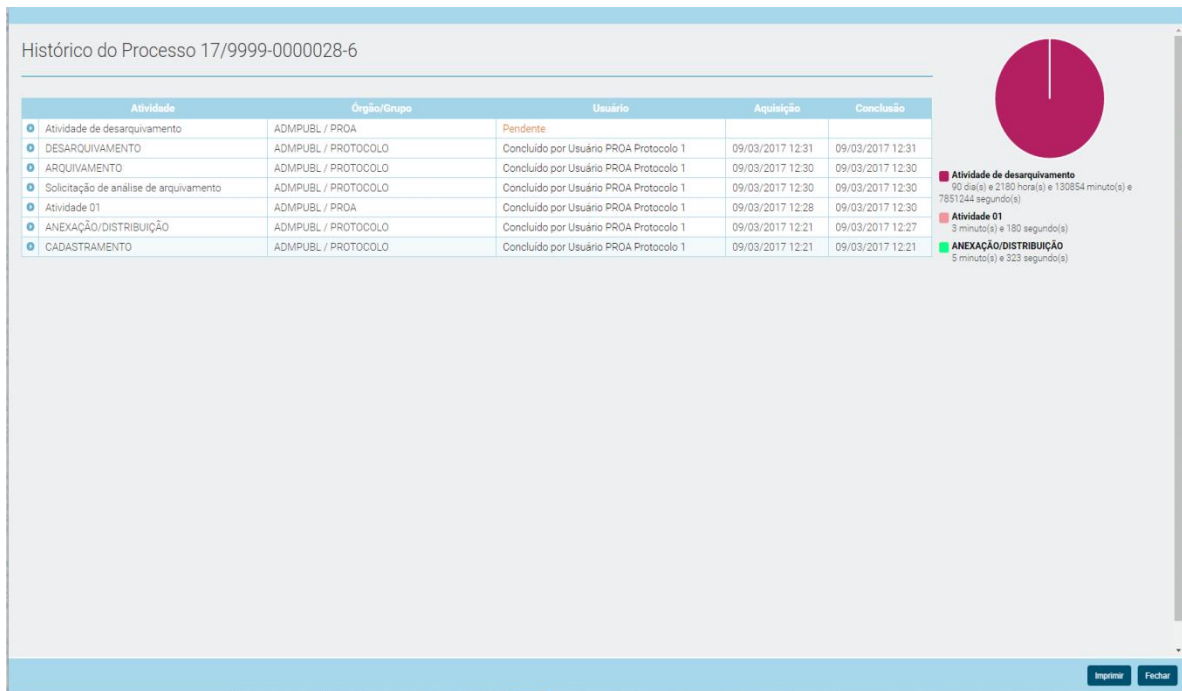 Histórico do Processo 17/9999-0000028-6
Atividade Órgão/Grupo Usuário Aquisição Conclusão
Atividade de desarquivamento ADMPUBL / PROA Pendente
DESARQUIVAMENTO ADMPUBL / PROTOCOLO Concluído por Usuário PROA Protocolo 1 09/03/2017 12:31 09/03/2017 12:31
ARQUIVAMENTO ADMPUBL / PROTOCOLO Concluído por Usuário PROA Protocolo 1 09/03/2017 12:30 09/03/2017 12:30
Solicitação de análise de arquivamento ADMPUBL / PROTOCOLO Concluído por Usuário PROA Protocolo 1 09/03/2017 12:30 09/03/2017 12:30
Atividade 01 ADMPUBL / PROA Concluído por Usuário PROA Protocolo 1 09/03/2017 12:28 09/03/2017 12:30
ANEXAÇÃO/DISTRIBUIÇÃO ADMPUBL / PROTOCOLO Concluído por Usuário PROA Protocolo 1 09/03/2017 12:21 09/03/2017 12:27
CADASTRAMENTO ADMPUBL / PROTOCOLO Concluído por Usuário PROA Protocolo 1 09/03/2017 12:21 09/03/2017 12:21
Atividade de desarquivamento
90 dia(s) e 2180 hora(s) e 130854 minuto(s) e
7851244 segundo(s)
Atividade 01
3 minuto(s) e 180 segundo(s)
ANEXAÇÃO/DISTRIBUIÇÃO
5 minuto(s) e 323 segundo(s)
Imprimir Fechar